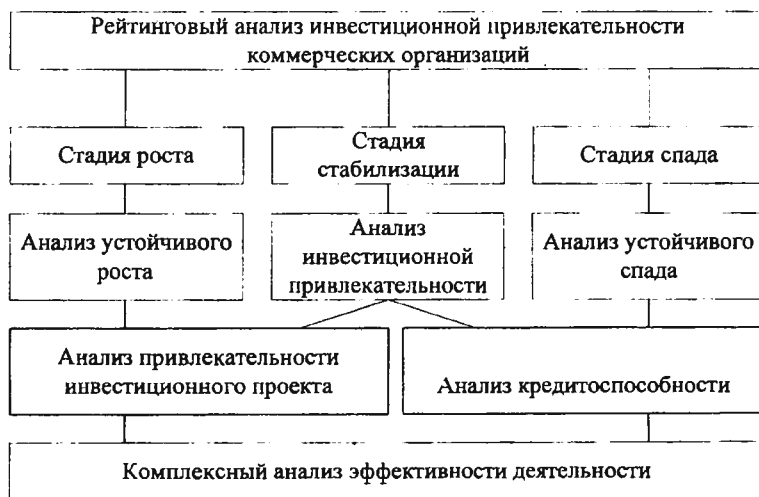 Рейтинговый анализ инвестиционной привлекательности
коммерческих организаций
Стадия роста
Стадия
стабилизации
Стадия спада
Анализ устойчивого
роста
Анализ
инвестиционной
привлекательности
Анализ устойчивого
спада
Анализ привлекательности
инвестиционного проекта
Анализ кредитоспособности
Комплексный анализ эффективности деятельности